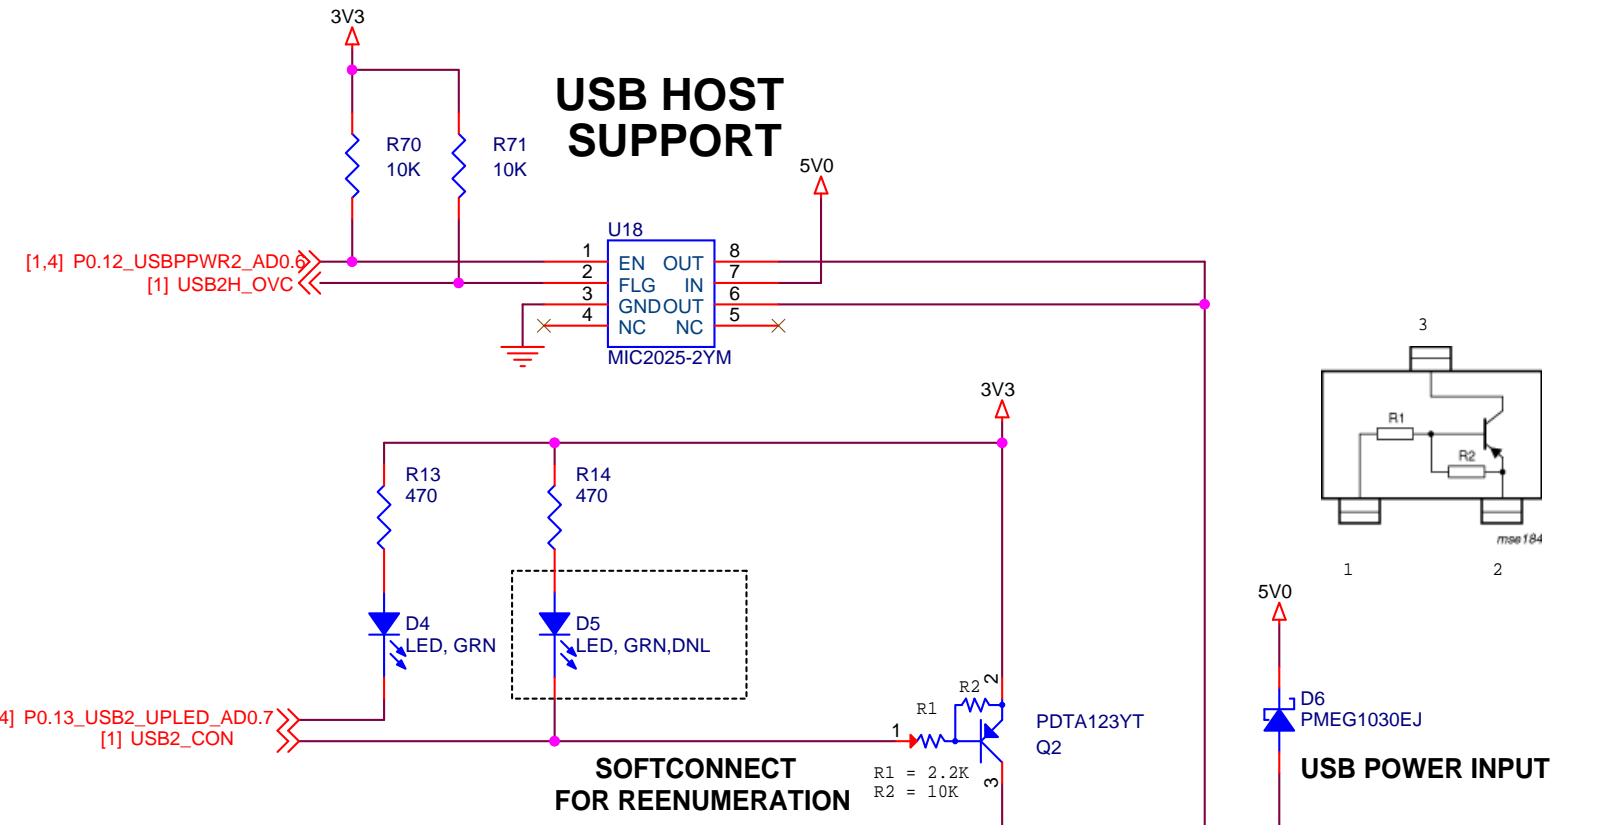 3V3
USB HOST
SUPPORT
R70
10K
R71
10K
5V0
U18
[1,4] P0.12_USBPPWR2_AD0.6
[1] USB2H_OVC
1
2
3
4
EN
FLG
GND
NC
OUT
IN
OUT
NC
8
7
6
5
MIC2025-2YM
3
R1
R2
mse184
1
2
3V3
R13
470
R14
470
D4
LED, GRN
D5
LED, GRN,DNL
4] P0.13_USB2_UPLED_AD0.7
[1] USB2_CON
R2
2
R1
1
PDTA123YT
Q2
R1 = 2.2K
R2 = 10K
3
SOFTCONNECT
FOR REENUMERATION
5V0
D6
PMEG1030EJ
USB POWER INPUT